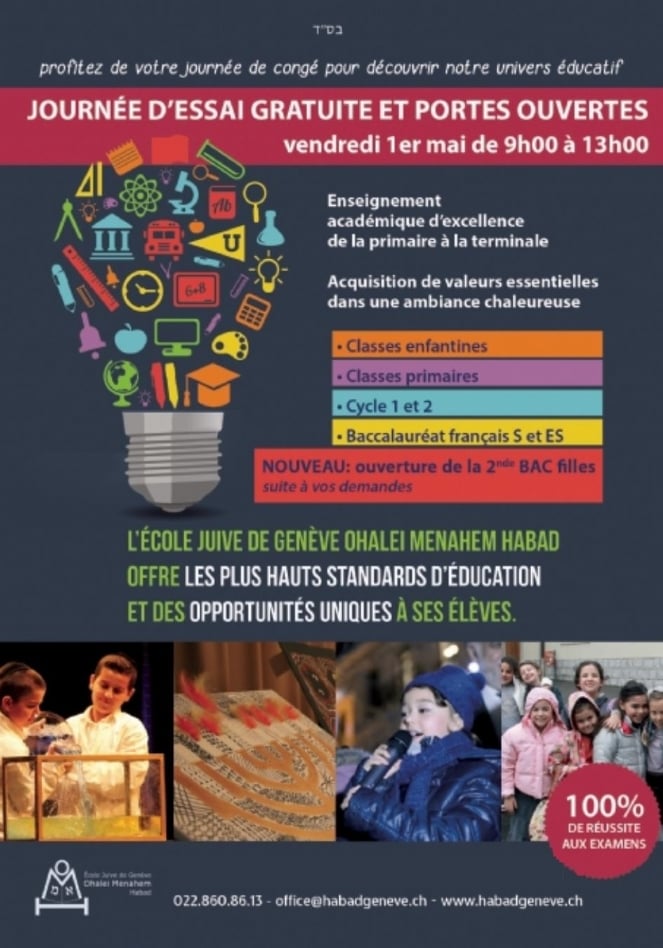 בס"ד
profitez de votre journée de congé pour découvrir notre univers éducatif
JOURNÉE D'ESSAI GRATUITE ET PORTES OUVERTES
vendredi 1er mai de 9h00 à 13h00
Enseignement
académique d'excellence
de la primaire à la terminale
Acquisition de valeurs essentielles
dans une ambiance chaleureuse
Ab
U
6+8
• Classes enfantines
• Classes primaires
• Cycle 1 et 2
• Baccalauréat français S et ES
NOUVEAU: ouverture de la 2nde BAC filles
suite à vos demandes
L'ÉCOLE JUIVE DE GENÈVE OHALEI MENAHEM HABAD
OFFRE LES PLUS HAUTS STANDARDS D'ÉDUCATION
ET DES OPPORTUNITÉS UNIQUES À SES ÉLÈVES.
100%
DE RÉUSSITE
AUX EXAMENS
א מ
École Juive de Genève
Ohalei Menahem
Habad
022.860.86.13 - office@habadgeneve.ch - www.habadgeneve.ch